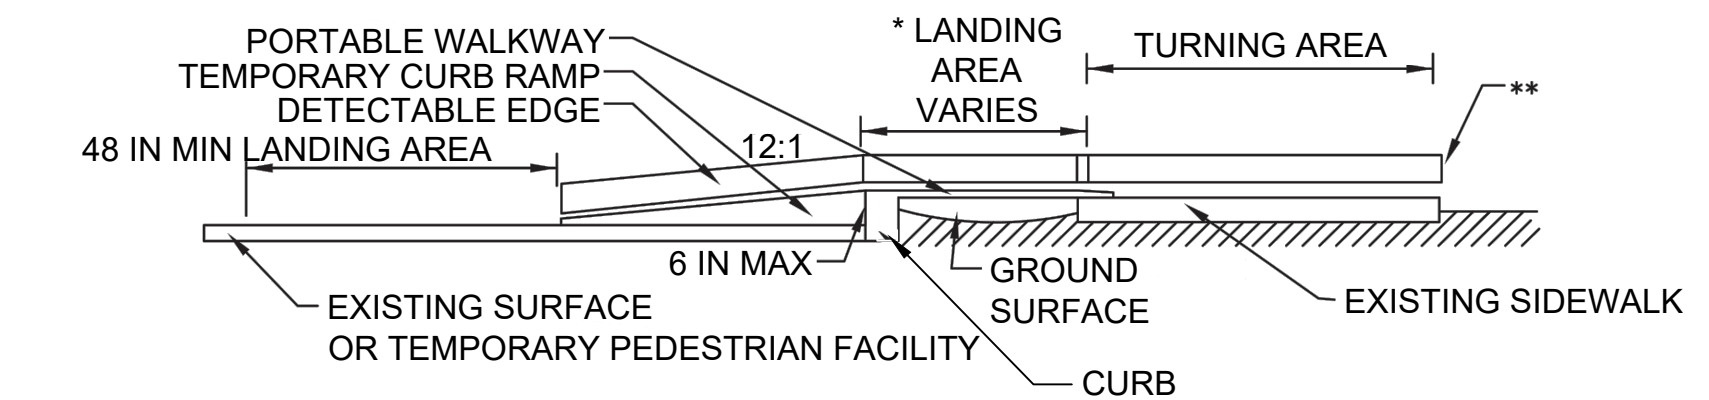 PORTABLE WALKWAY
TEMPORARY CURB RAMP
DETECTABLE EDGE
48 IN MIN LANDING AREA
12:1
* LANDING
AREA
VARIES
TURNING AREA
**
6 IN MAX
GROUND
SURFACE
EXISTING SURFACE
OR TEMPORARY PEDESTRIAN FACILITY
EXISTING SIDEWALK
CURB